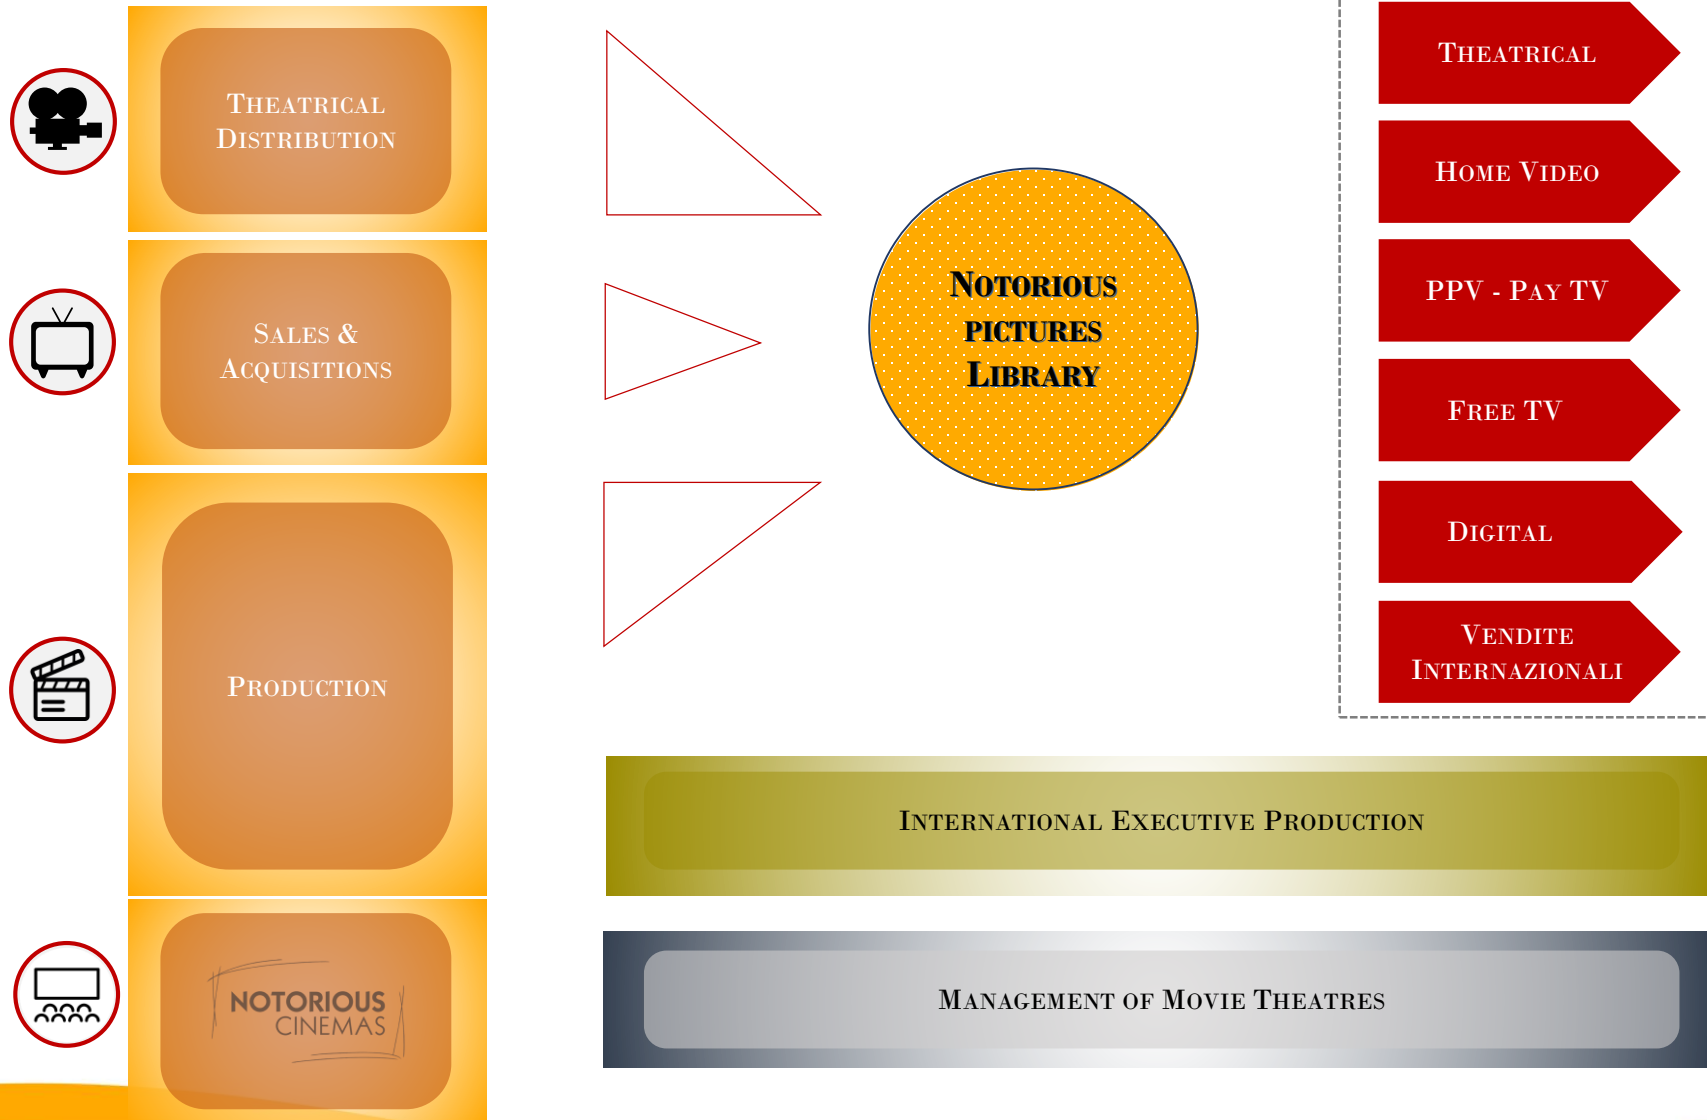 Theatrical
Distribution
Sales &
Acquisitions
Production
NOTORIOUS
CINEMAS
Notorious
pictures
Library
Theatrical
Home Video
PPV - Pay TV
Free TV
Digital
Vendite
Internazionali
International Executive Production
Management of Movie Theatres